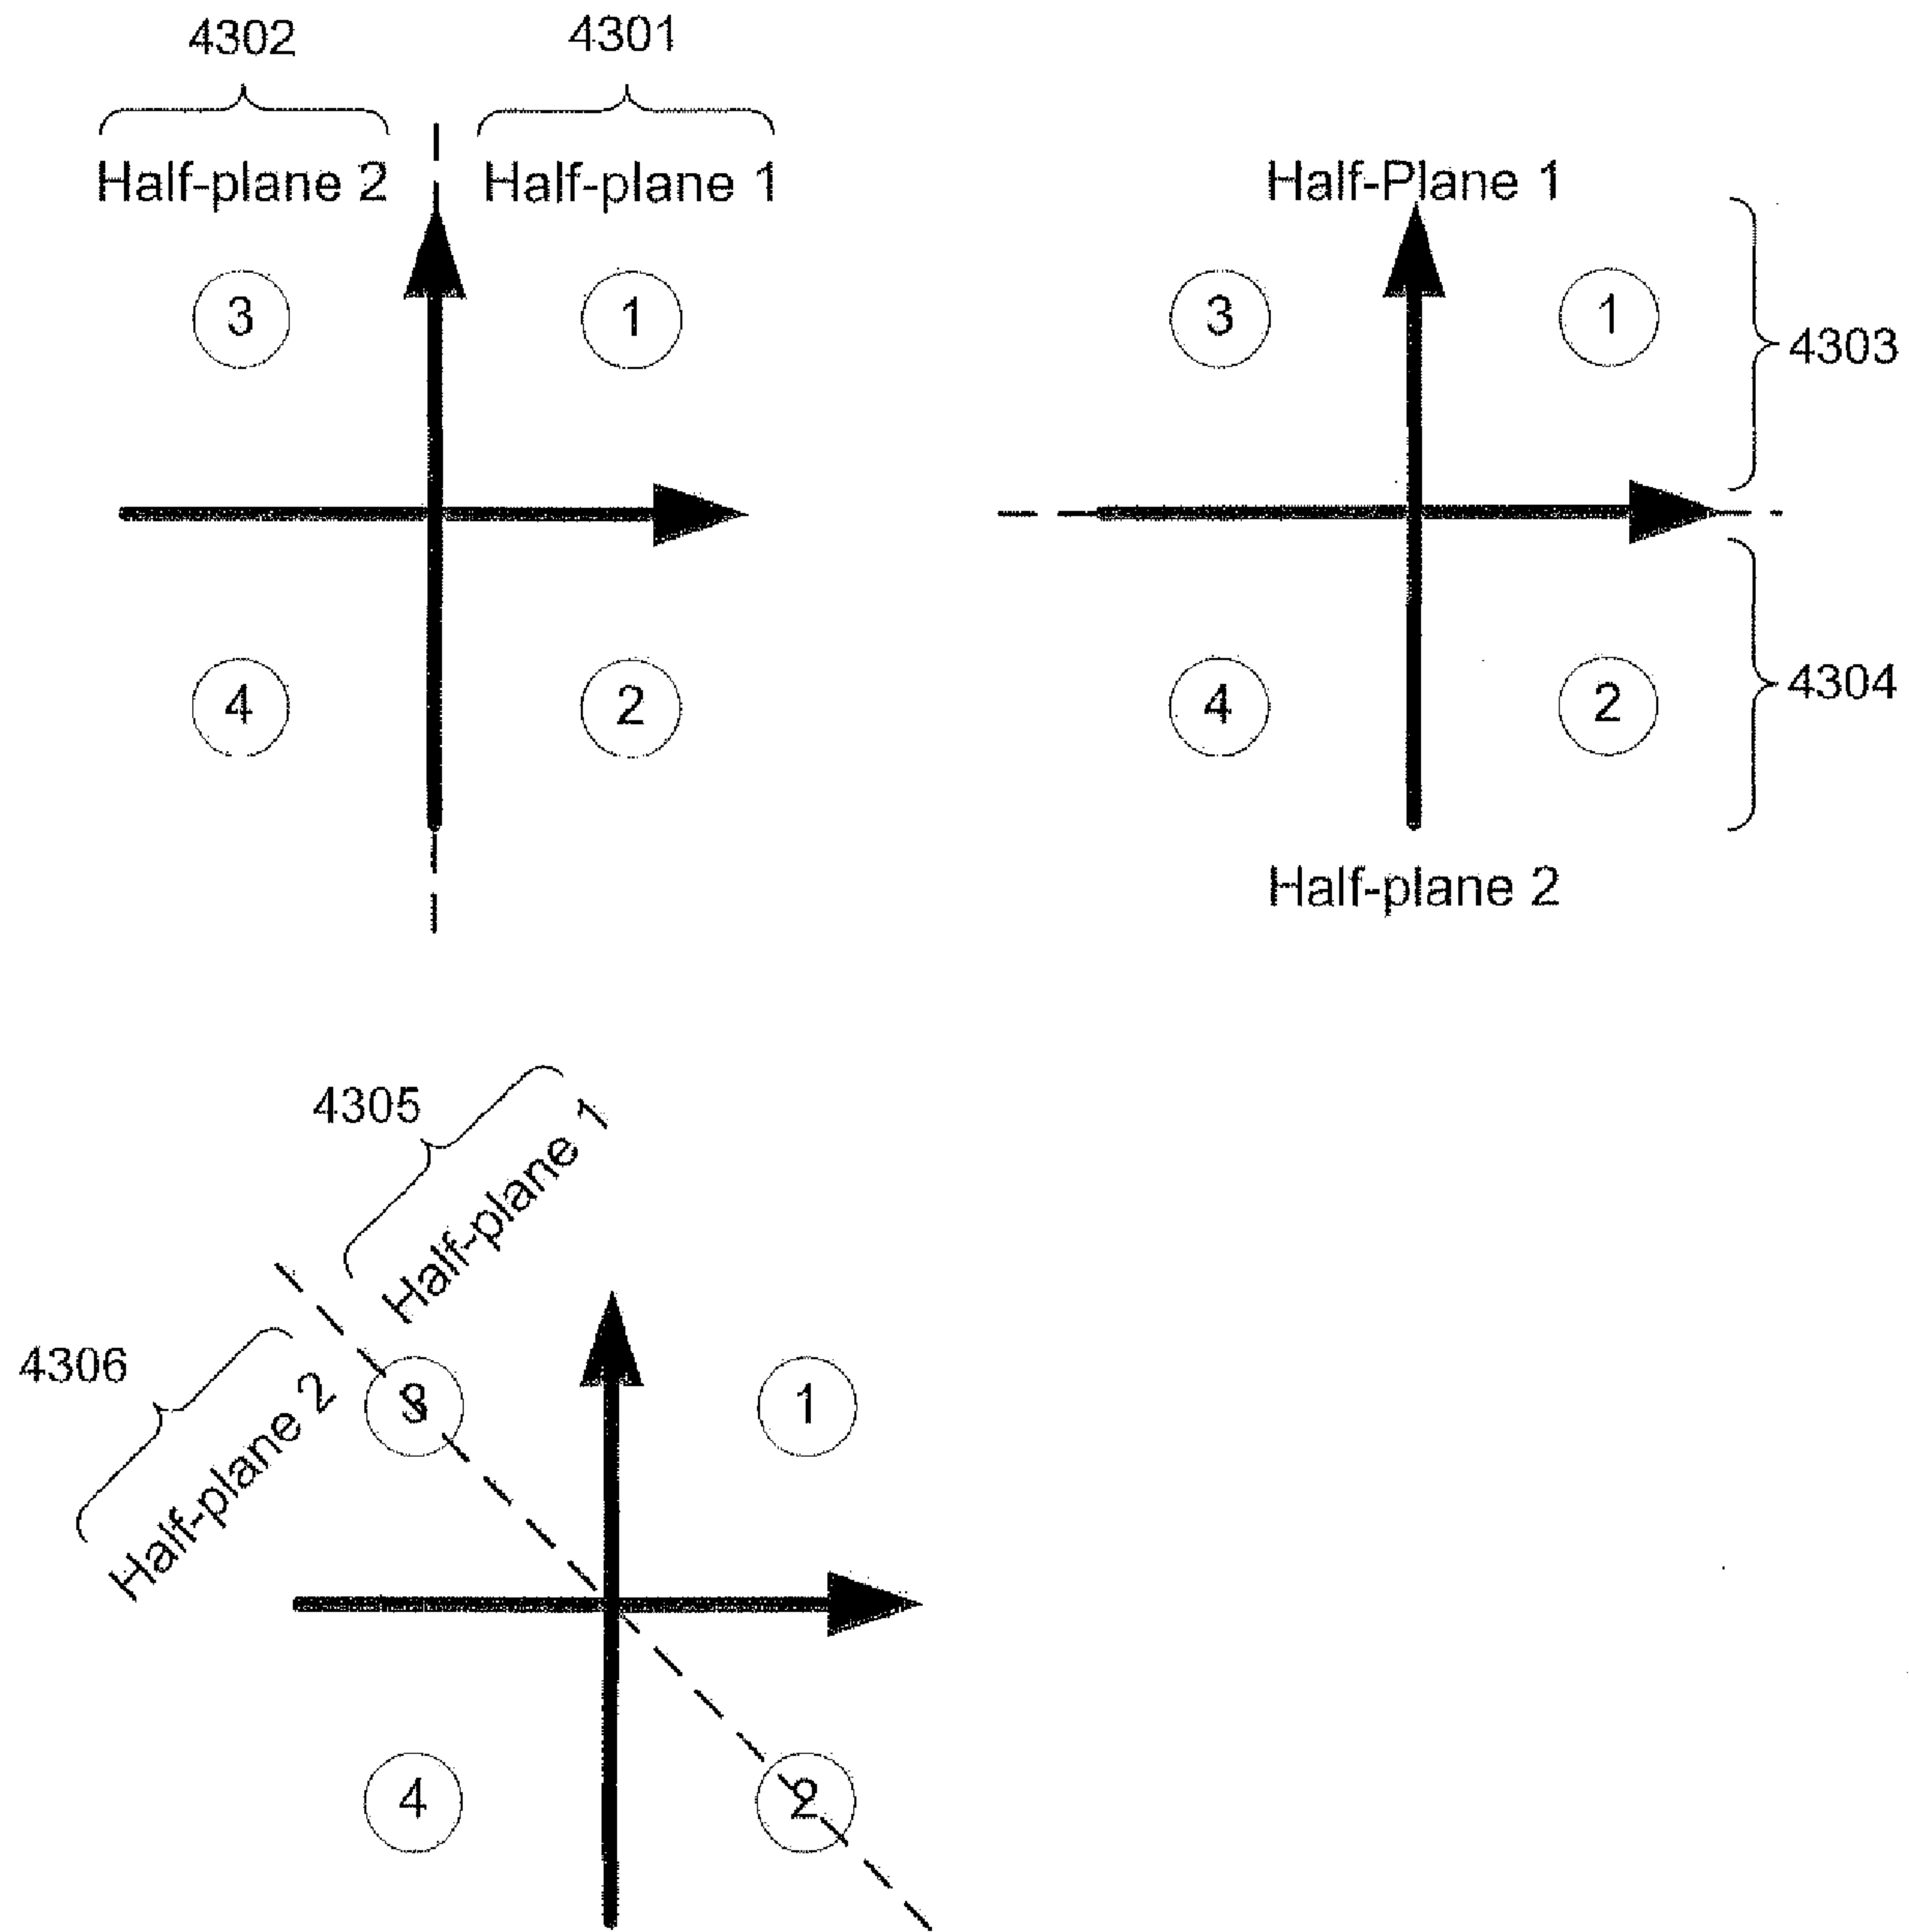 4302 4301
Half-plane 2 Half-plane 1
3 1
4 2
Half-Plane 1
3 1
4303
4 2
4304
Half-plane 2
4305
Half-plane 1
4306
Half-plane 2
3 1
4 2